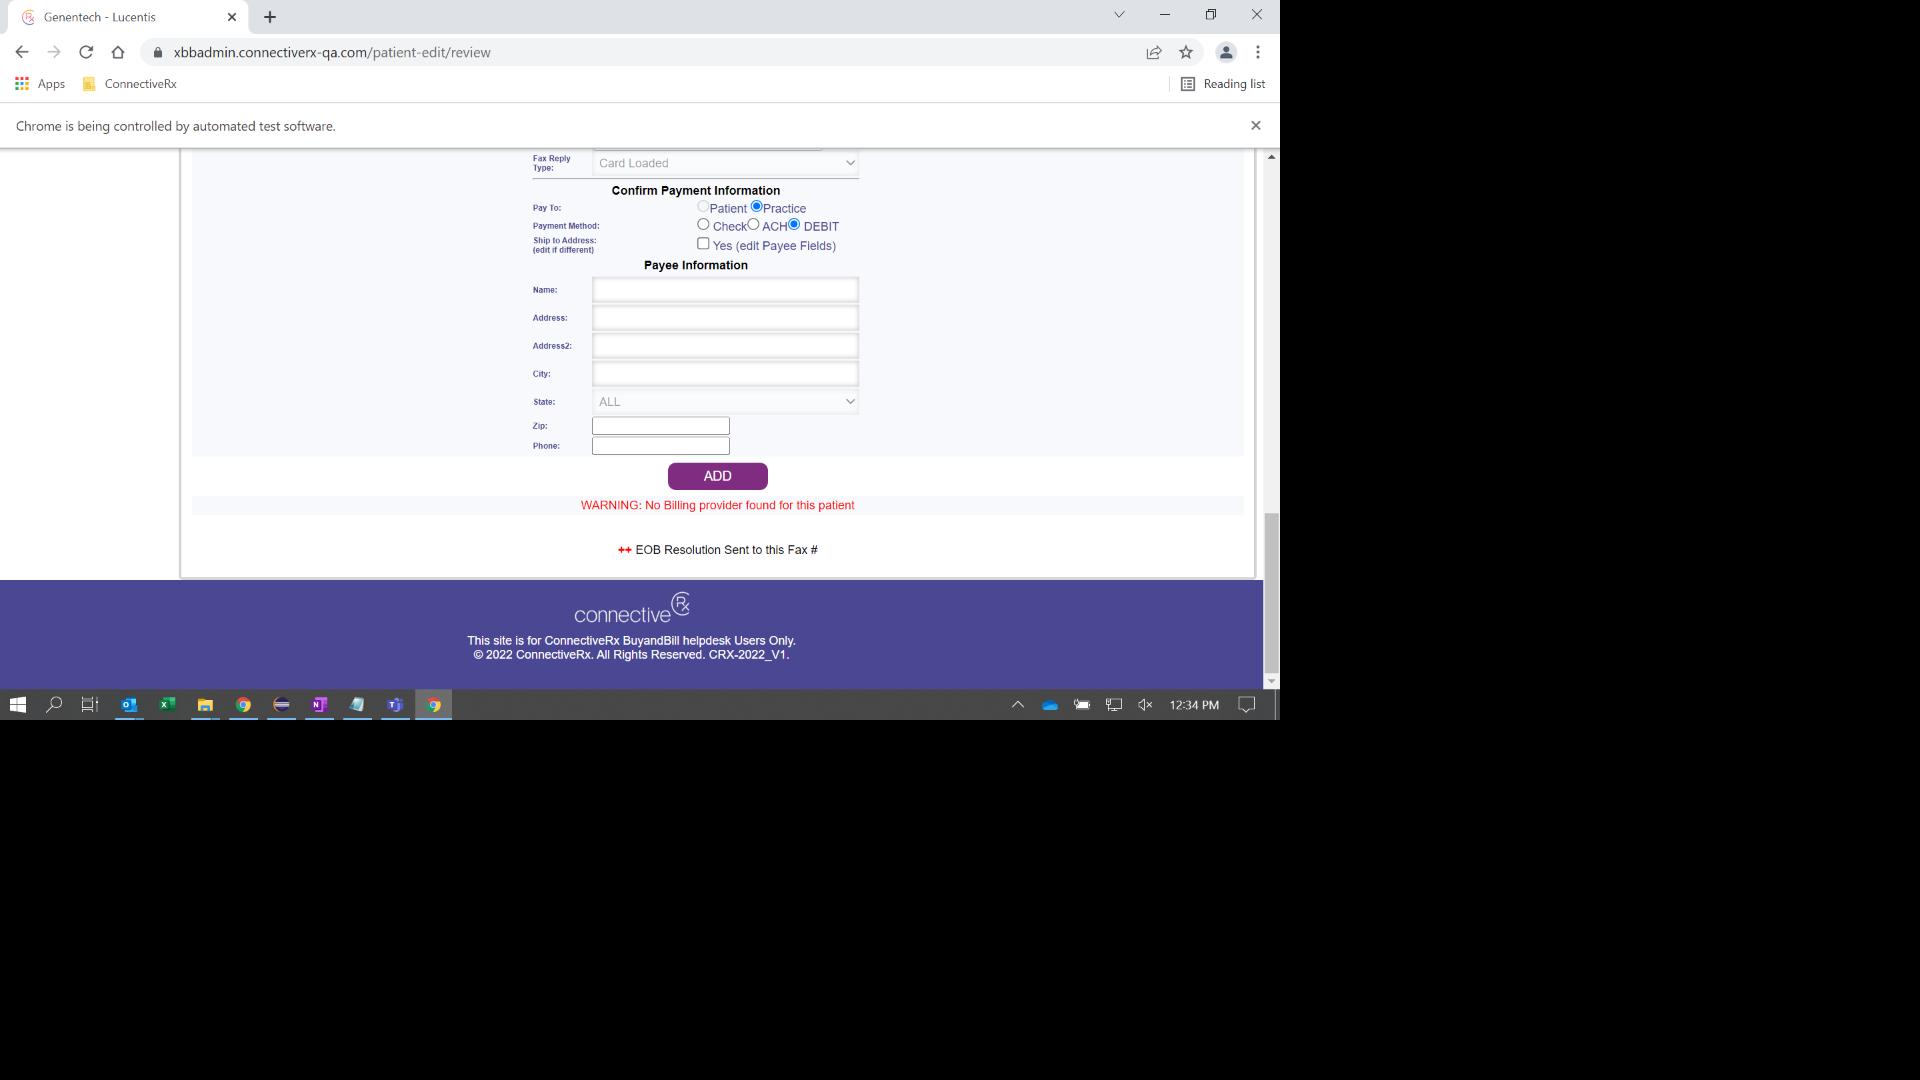 Genentech - Lucentis
xbbadmin.connectiverx-qa.com/patient-edit/review
Apps ConnectiveRx Reading list
Chrome is being controlled by automated test software.
Fax Reply Type: Card Loaded
Confirm Payment Information
Pay To: Patient Practice
Payment Method: Check ACH DEBIT
Ship to Address: (edit if different) Yes (edit Payee Fields)
Payee Information
Name:
Address:
Address2:
City:
State: ALL
Zip:
Phone:
ADD
WARNING: No Billing provider found for this patient
++ EOB Resolution Sent to this Fax #
connective Rx
This site is for ConnectiveRx BuyandBill helpdesk Users Only.
© 2022 ConnectiveRx. All Rights Reserved. CRX-2022_V1.
12:34 PM